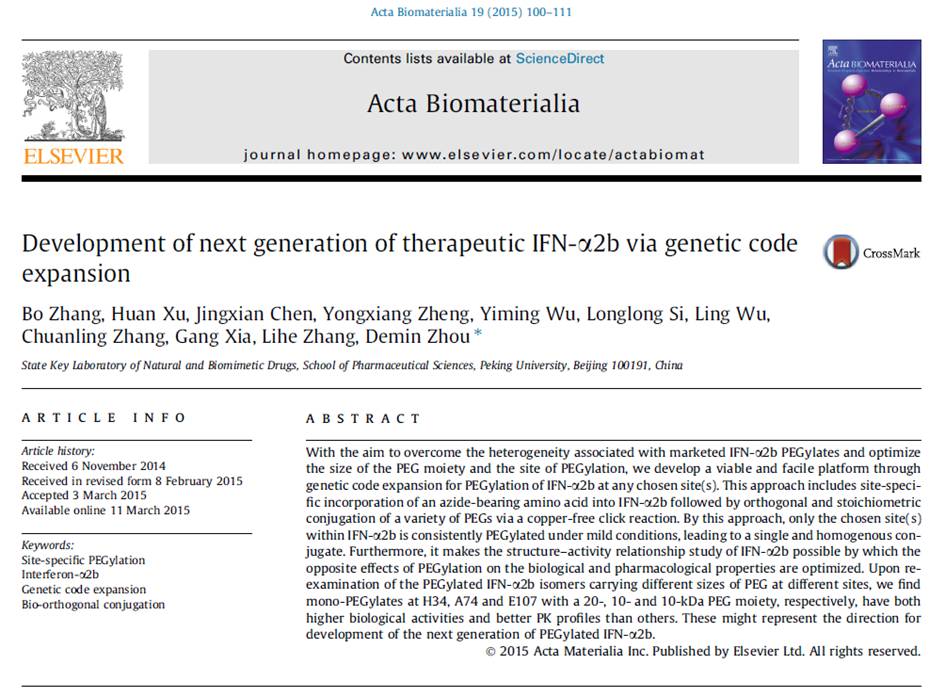 Acta Biomaterialia 19 (2015) 100–111
Contents lists available at ScienceDirect
Acta Biomaterialia
journal homepage: www.elsevier.com/locate/actabiomat
ELSEVIER
Acta BIOMATERIALIA
Development of next generation of therapeutic IFN-α2b via genetic code
expansion
CrossMark
Bo Zhang, Huan Xu, Jingxian Chen, Yongxiang Zheng, Yiming Wu, Longlong Si, Ling Wu,
Chuanling Zhang, Gang Xia, Lihe Zhang, Demin Zhou *
State Key Laboratory of Natural and Biomimetic Drugs, School of Pharmaceutical Sciences, Peking University, Beijing 100191, China
ARTICLE INFO
Article history:
Received 6 November 2014
Received in revised form 8 February 2015
Accepted 3 March 2015
Available online 11 March 2015
Keywords:
Site-specific PEGylation
Interferon-α2b
Genetic code expansion
Bio-orthogonal conjugation
ABSTRACT
With the aim to overcome the heterogeneity associated with marketed IFN-α2b PEGylates and optimize
the size of the PEG moiety and the site of PEGylation, we develop a viable and facile platform through
genetic code expansion for PEGylation of IFN-α2b at any chosen site(s). This approach includes site-speci-
fic incorporation of an azide-bearing amino acid into IFN-α2b followed by orthogonal and stoichiometric
conjugation of a variety of PEGs via a copper-free click reaction. By this approach, only the chosen site(s)
within IFN-α2b is consistently PEGylated under mild conditions, leading to a single and homogenous con-
jugate. Furthermore, it makes the structure–activity relationship study of IFN-α2b possible by which the
opposite effects of PEGylation on the biological and pharmacological properties are optimized. Upon re-
examination of the PEGylated IFN-α2b isomers carrying different sizes of PEG at different sites, we find
mono-PEGylates at H34, A74 and E107 with a 20-, 10- and 10-kDa PEG moiety, respectively, have both
higher biological activities and better PK profiles than others. These might represent the direction for
development of the next generation of PEGylated IFN-α2b.
© 2015 Acta Materialia Inc. Published by Elsevier Ltd. All rights reserved.